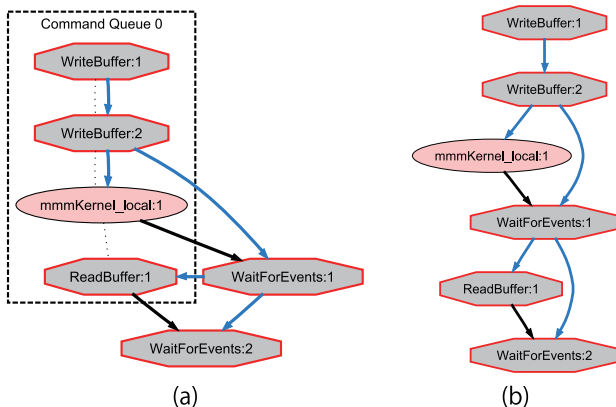 Command Queue 0
WriteBuffer:1
WriteBuffer:2
mmmKernel_local:1
ReadBuffer:1
WaitForEvents:1
WaitForEvents:2
(a)
WriteBuffer:1
WriteBuffer:2
mmmKernel_local:1
WaitForEvents:1
ReadBuffer:1
WaitForEvents:2
(b)